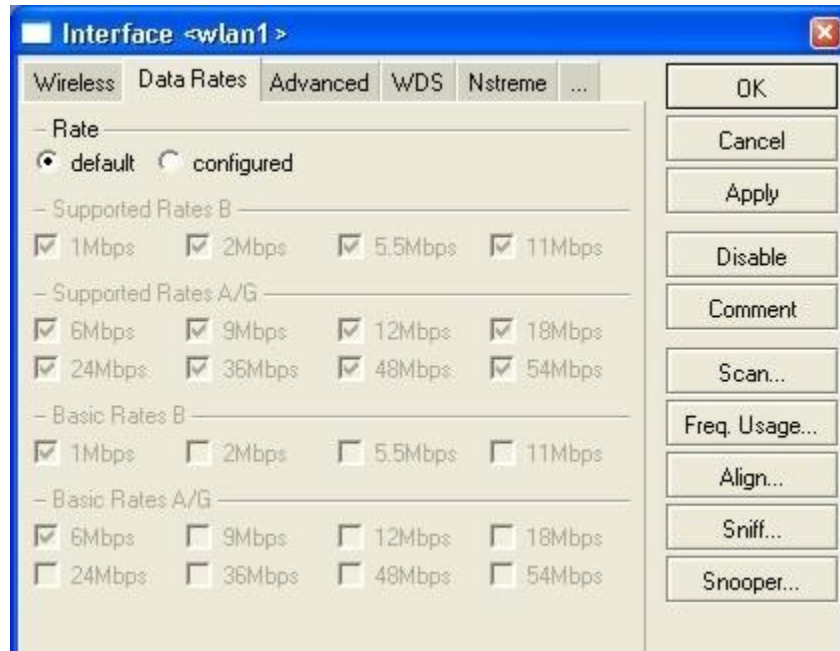 Interface <wlan1>
Wireless Data Rates Advanced WDS Nstreme ...
Rate
default configured
Supported Rates B
1Mbps 2Mbps 5.5Mbps 11Mbps
Supported Rates A/G
6Mbps 9Mbps 12Mbps 18Mbps
24Mbps 36Mbps 48Mbps 54Mbps
Basic Rates B
1Mbps 2Mbps 5.5Mbps 11Mbps
Basic Rates A/G
6Mbps 9Mbps 12Mbps 18Mbps
24Mbps 36Mbps 48Mbps 54Mbps
OK
Cancel
Apply
Disable
Comment
Scan...
Freq. Usage...
Align...
Sniff...
Snooper...